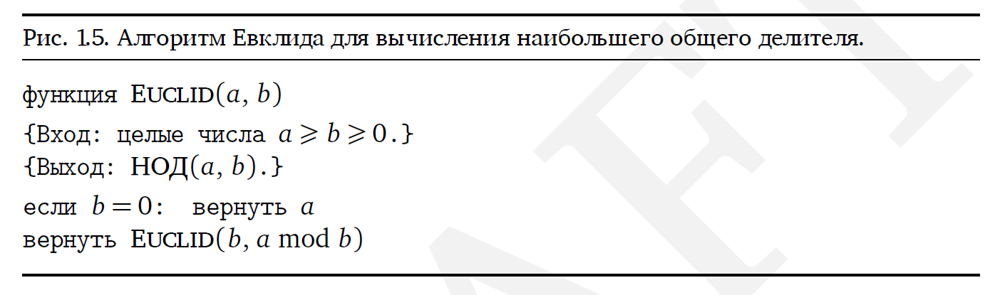 Рис. 1.5. Алгоритм Евклида для вычисления наибольшего общего делителя.
функция EUCLID(a, b)
{Вход: целые числа a ⩾ b ⩾ 0.}
{Выход: НОД(a, b).}
если b = 0: вернуть a
вернуть EUCLID(b, a mod b)